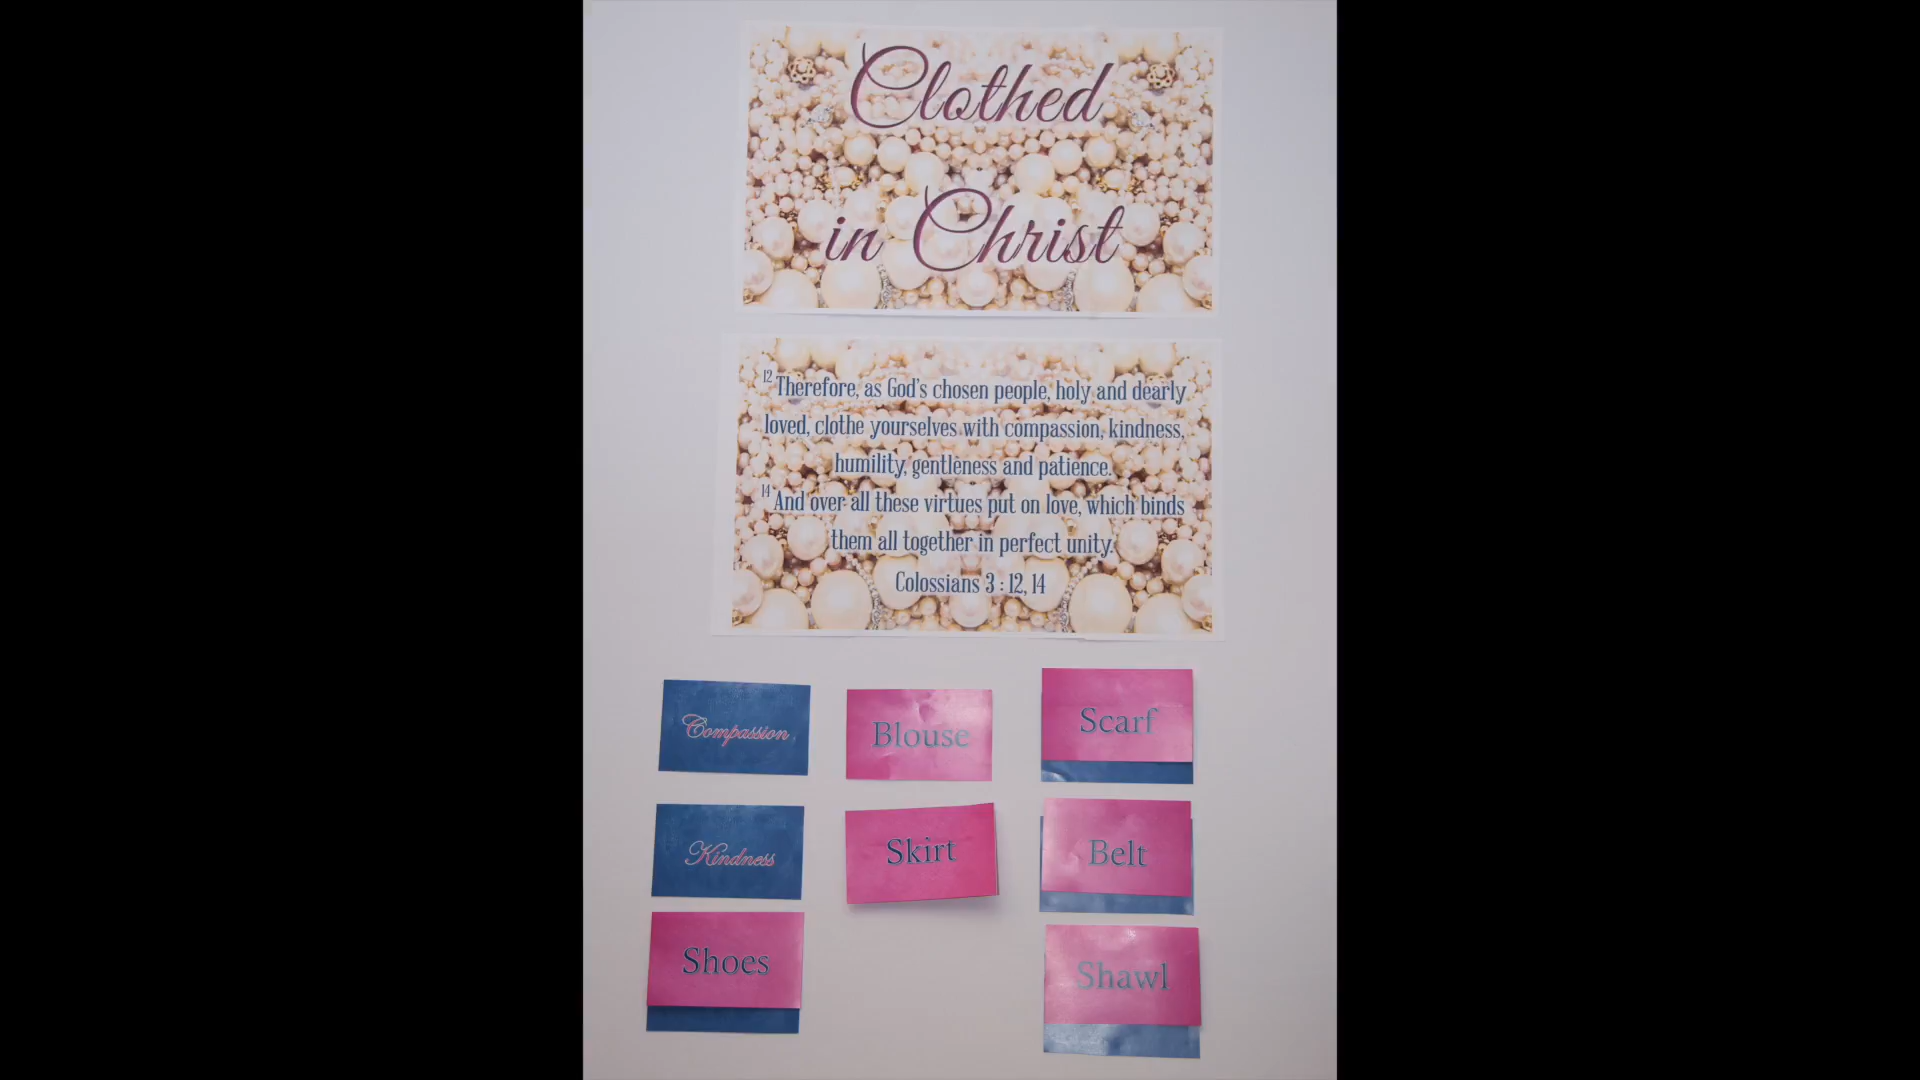 Clothed
in Christ
12 Therefore, as God's chosen people, holy and dearly
loved, clothe yourselves with compassion, kindness,
humility, gentleness and patience.
14 And over all these virtues put on love, which binds
them all together in perfect unity.
Colossians 3 : 12, 14
Compassion
Blouse
Scarf
Kindness
Skirt
Belt
Shoes
Shawl